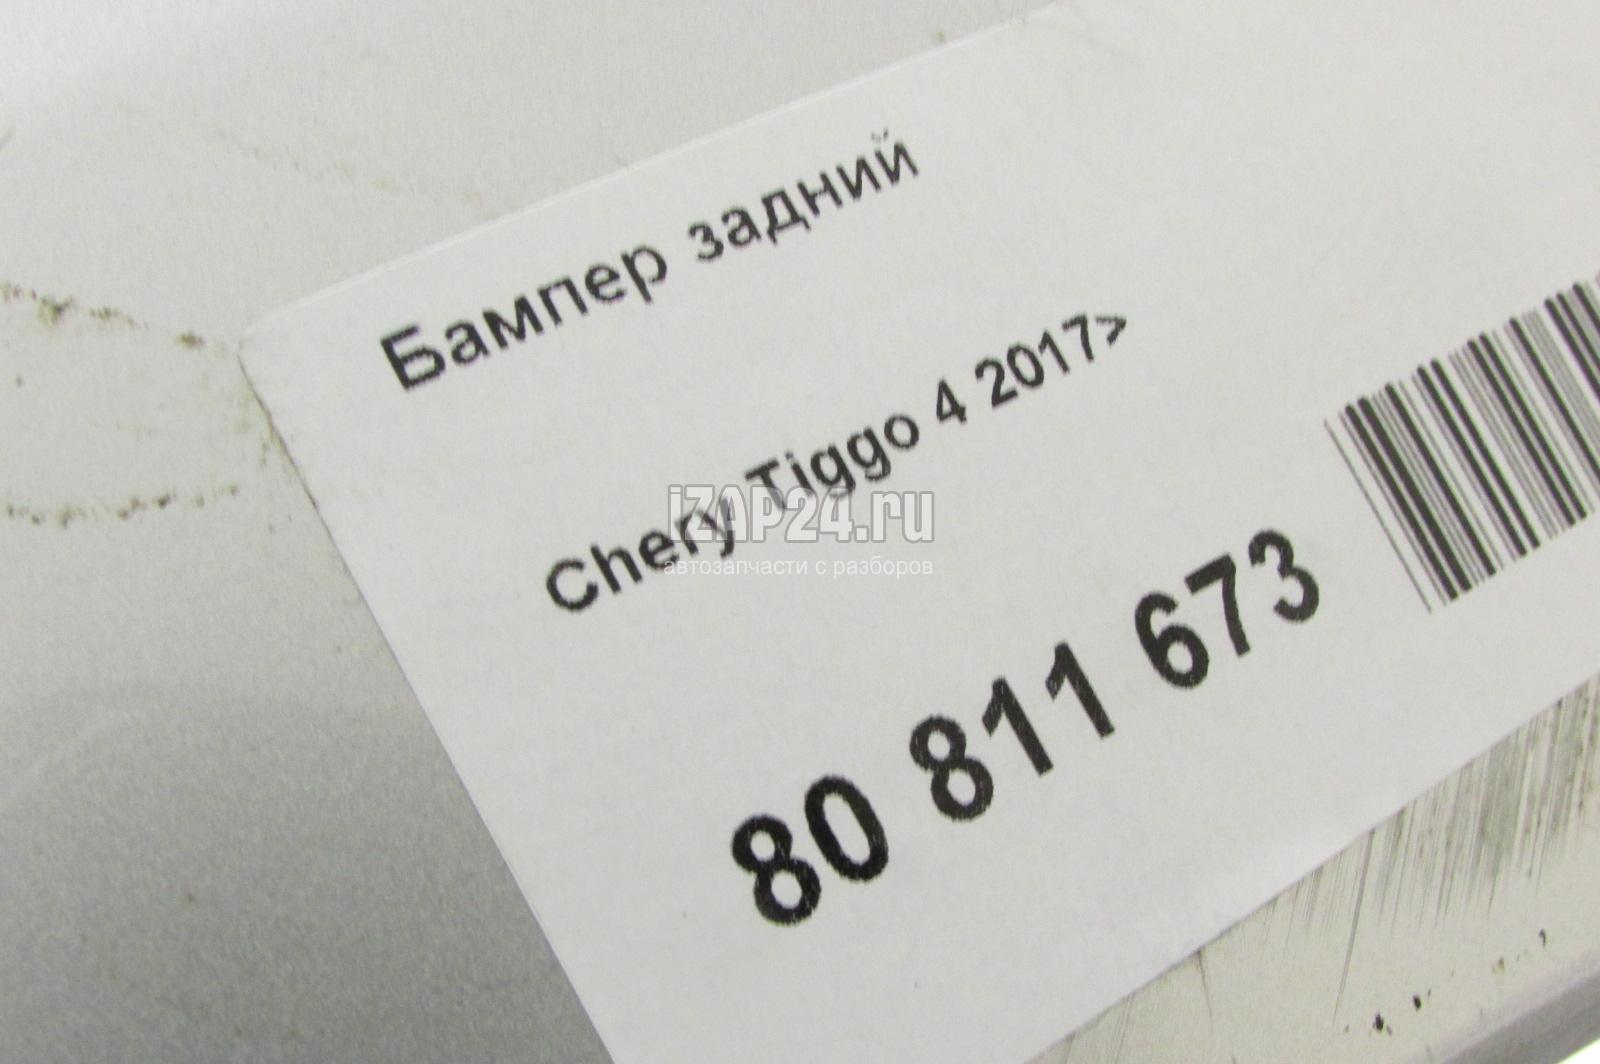 Бампер задний
Chery Tiggo 4 2017>
iZAP24.ru
автозапчасти с разборов
80 811 673